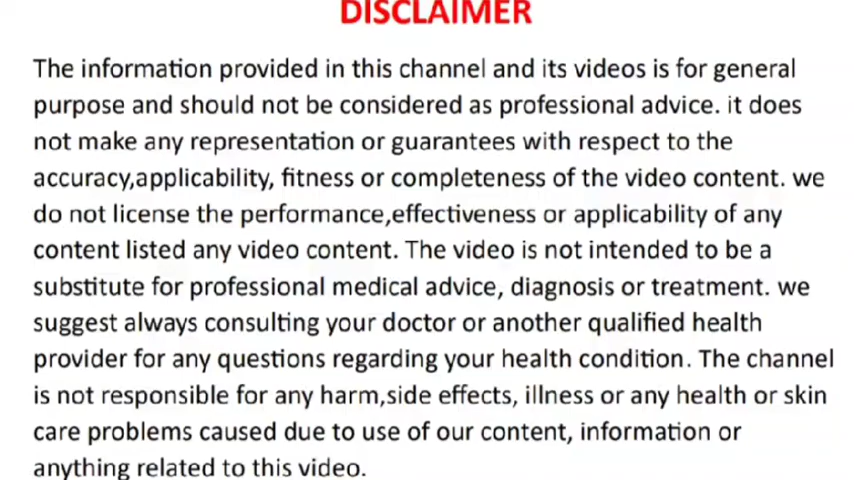 DISCLAIMER
The information provided in this channel and its videos is for general
purpose and should not be considered as professional advice. it does
not make any representation or guarantees with respect to the
accuracy,applicability, fitness or completeness of the video content. we
do not license the performance,effectiveness or applicability of any
content listed any video content. The video is not intended to be a
substitute for professional medical advice, diagnosis or treatment. we
suggest always consulting your doctor or another qualified health
provider for any questions regarding your health condition. The channel
is not responsible for any harm,side effects, illness or any health or skin
care problems caused due to use of our content, information or
anything related to this video.